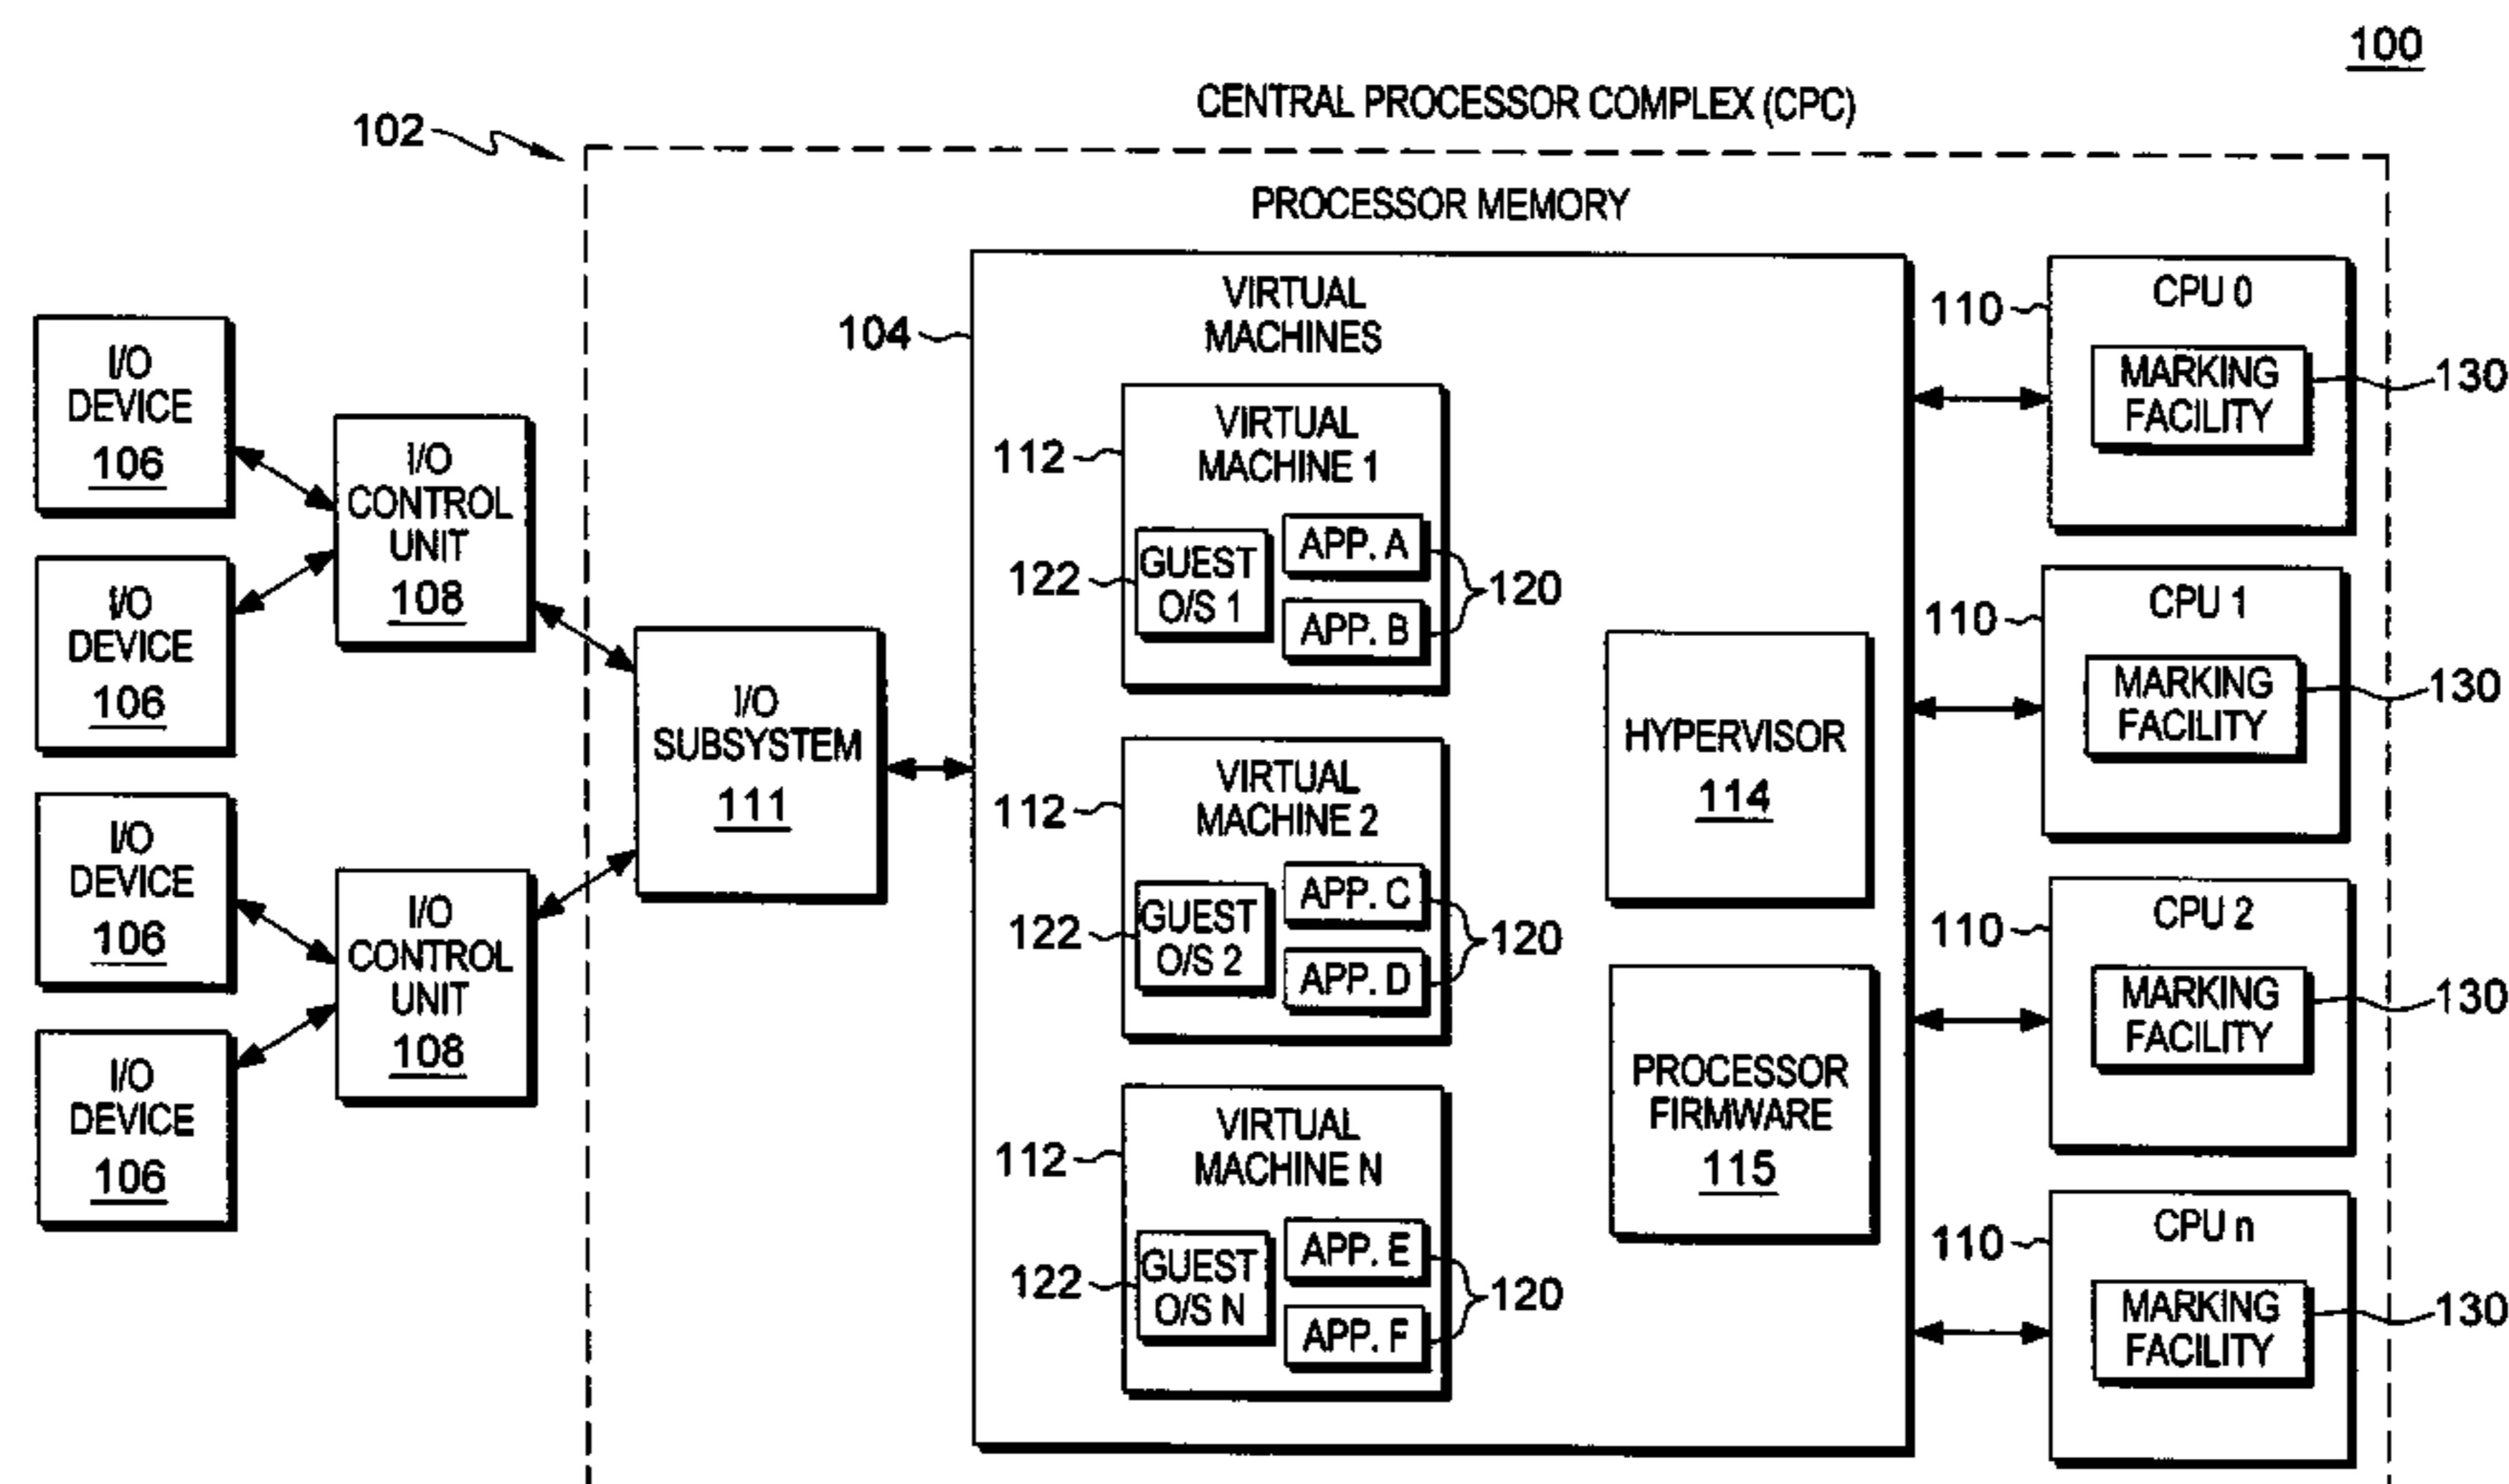 100
CENTRAL PROCESSOR COMPLEX (CPC)
102
PROCESSOR MEMORY
I/O
DEVICE
106
I/O
DEVICE
106
I/O
DEVICE
106
I/O
DEVICE
106
I/O
CONTROL
UNIT
108
I/O
CONTROL
UNIT
108
I/O
SUBSYSTEM
111
104
VIRTUAL
MACHINES
112
VIRTUAL
MACHINE 1
122
GUEST
O/S 1
APP. A
APP. B
120
112
VIRTUAL
MACHINE 2
122
GUEST
O/S 2
APP. C
APP. D
120
112
VIRTUAL
MACHINE N
122
GUEST
O/S N
APP. E
APP. F
120
HYPERVISOR
114
PROCESSOR
FIRMWARE
115
110
CPU 0
MARKING
FACILITY
130
110
CPU 1
MARKING
FACILITY
130
110
CPU 2
MARKING
FACILITY
130
110
CPU n
MARKING
FACILITY
130